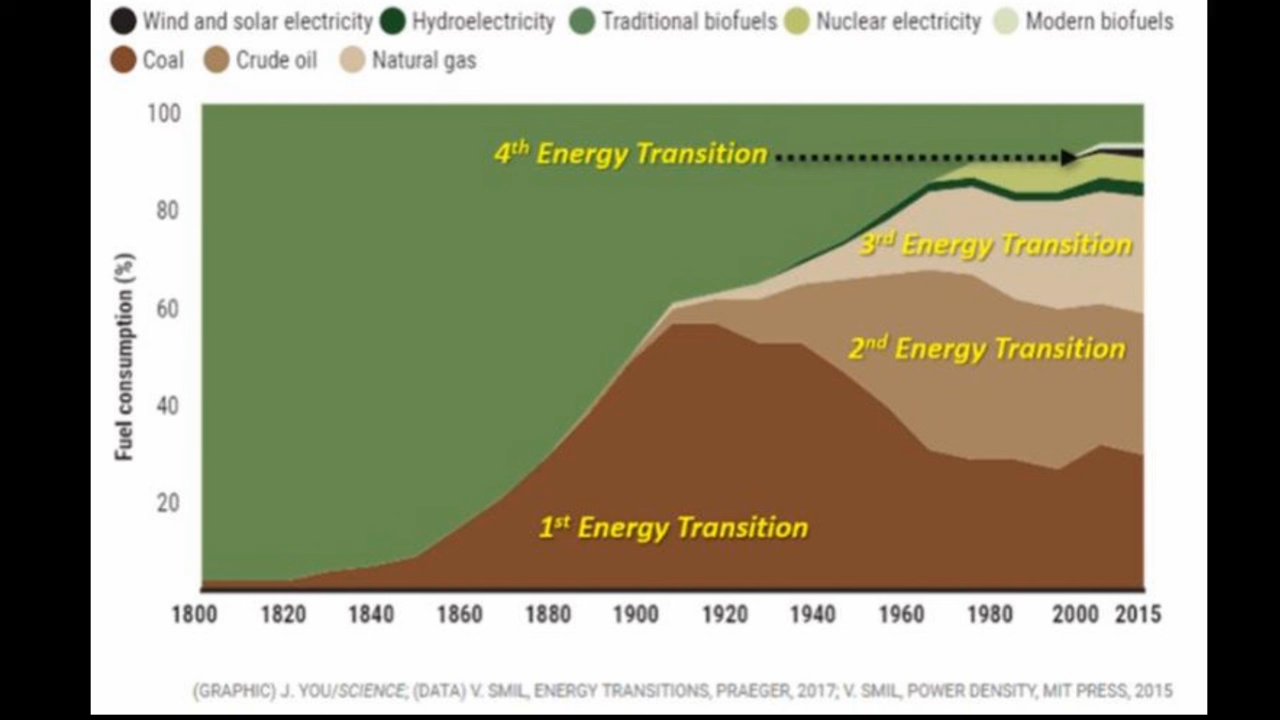 Wind and solar electricity Hydroelectricity Traditional biofuels Nuclear electricity Modern biofuels
Coal Crude oil Natural gas
100
80
60
40
20
Fuel consumption (%)
4th Energy Transition
3rd Energy Transition
2nd Energy Transition
1st Energy Transition
1800 1820 1840 1860 1880 1900 1920 1940 1960 1980 2000 2015
(GRAPHIC) J. YOU/SCIENCE; (DATA) V. SMIL, ENERGY TRANSITIONS, PRAEGER, 2017; V. SMIL, POWER DENSITY, MIT PRESS, 2015